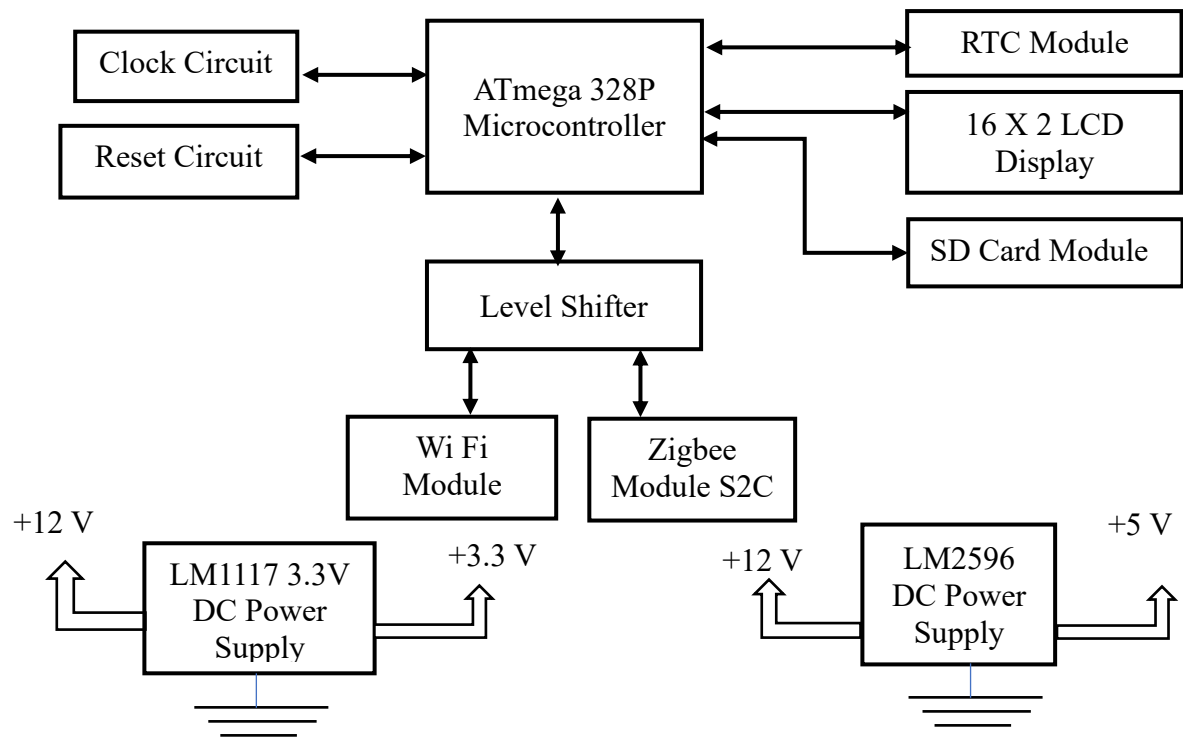 Clock Circuit
Reset Circuit
ATmega 328P
Microcontroller
RTC Module
16 X 2 LCD
Display
SD Card Module
Level Shifter
Wi Fi
Module
Zigbee
Module S2C
+12 V
LM1117 3.3V
DC Power
Supply
+3.3 V
+12 V
LM2596
DC Power
Supply
+5 V